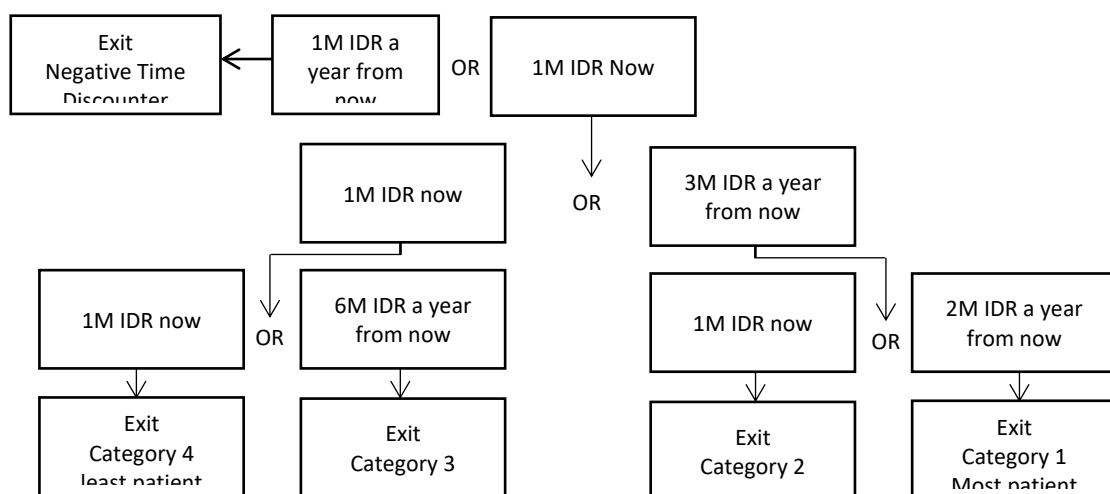 Exit
Negative Time
Discounter
1M IDR a
year from
now
OR
1M IDR Now
1M IDR now
OR
3M IDR a year
from now
1M IDR now
OR
6M IDR a year
from now
1M IDR now
OR
2M IDR a year
from now
Exit
Category 4
least patient
Exit
Category 3
Exit
Category 2
Exit
Category 1
Most patient